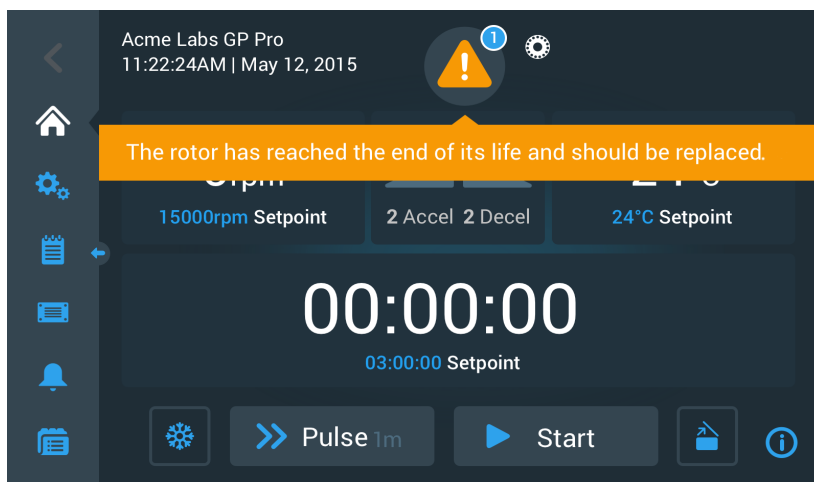 Acme Labs GP Pro
11:22:24AM | May 12, 2015
1
The rotor has reached the end of its life and should be replaced.
rpm
15000rpm Setpoint
2 Accel 2 Decel
24°C Setpoint
00:00:00
03:00:00 Setpoint
Pulse 1m
Start